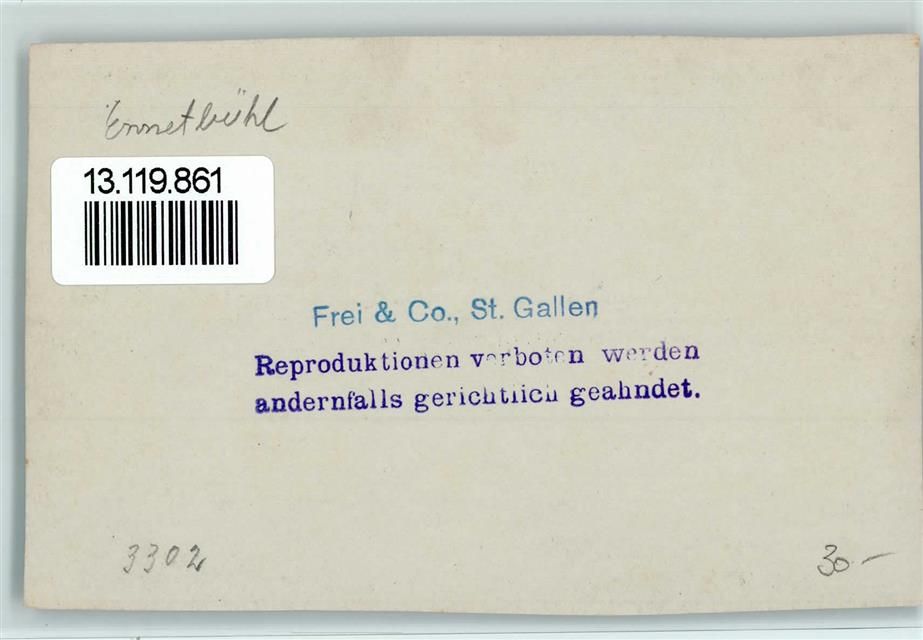 Ennetbühl
13.119.861
Frei & Co., St. Gallen
Reproduktionen verboten werden
andernfalls gerichtlich geahndet.
3302
30.—